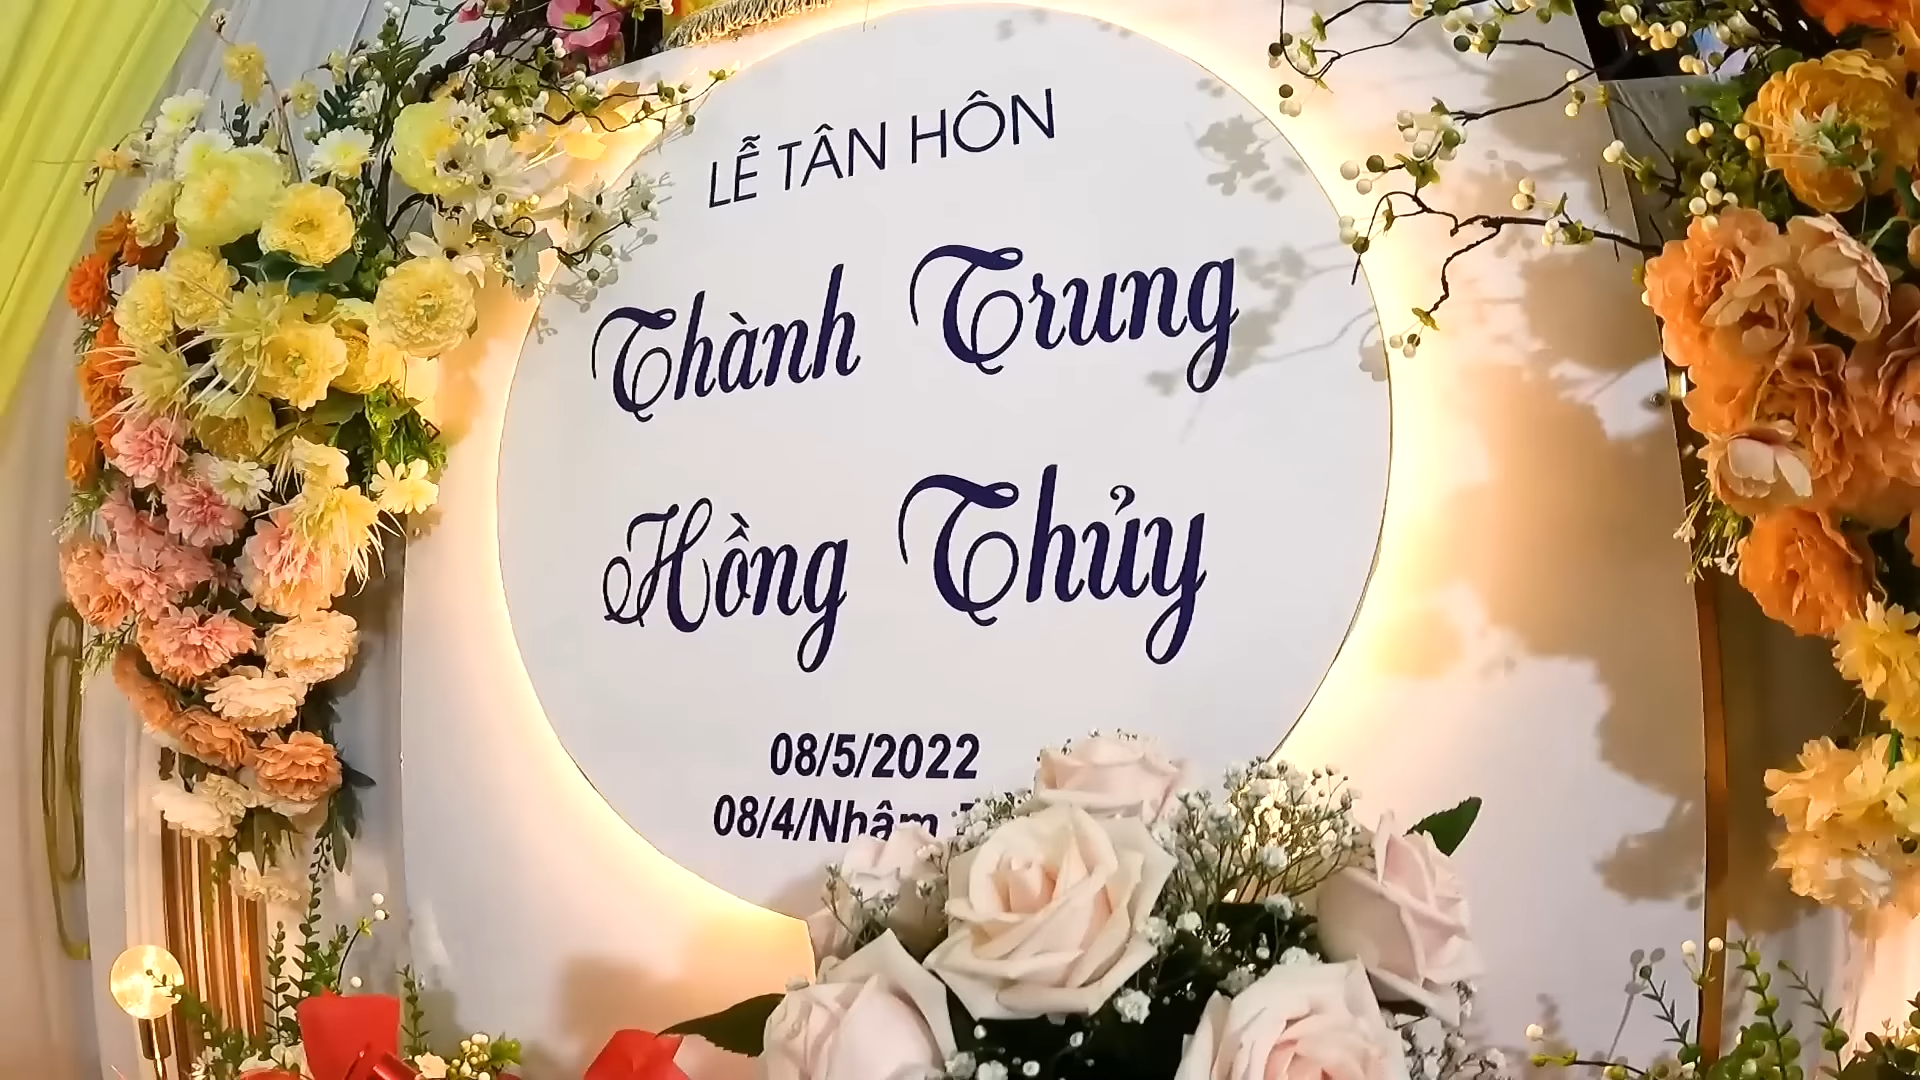 LỄ TÂN HÔN
Thành Trung
Hồng Thủy
08/5/2022
08/4/Nhâm